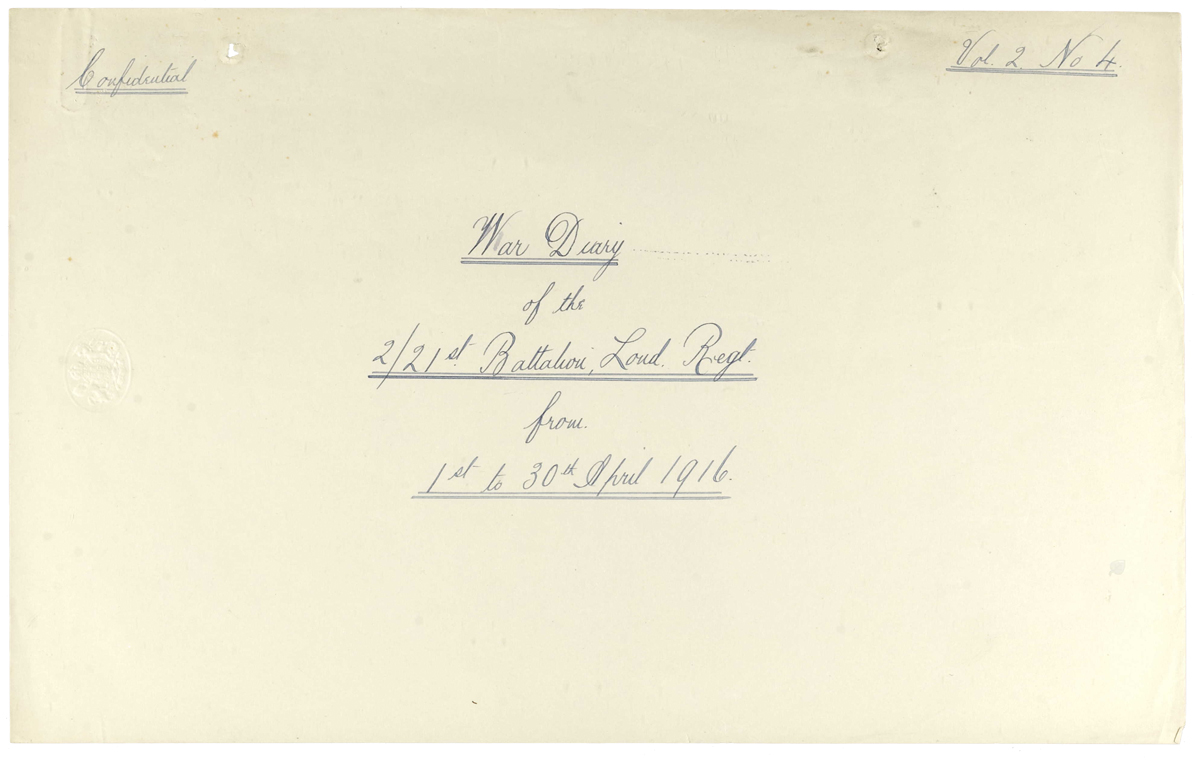 Confidential
Vol. 2. No 4.
War Diary
of the
2/21st. Battalion, Lond. Regt.
from.
1st to 30th April 1916.